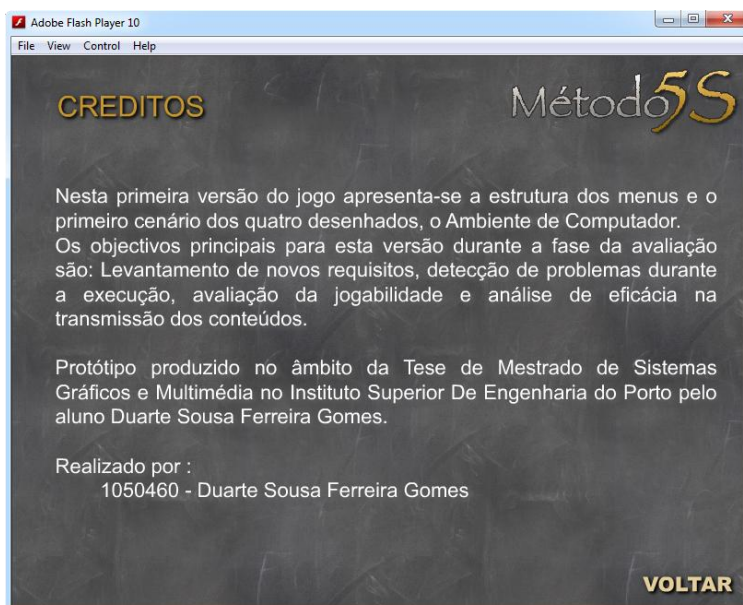 Adobe Flash Player 10
File View Control Help
CREDITOS
Método5S
Nesta primeira versão do jogo apresenta-se a estrutura dos menus e o
primeiro cenário dos quatro desenhados, o Ambiente de Computador.
Os objectivos principais para esta versão durante a fase da avaliação
são: Levantamento de novos requisitos, detecção de problemas durante
a execução, avaliação da jogabilidade e análise de eficácia na
transmissão dos conteúdos.
Protótipo produzido no âmbito da Tese de Mestrado de Sistemas
Gráficos e Multimédia no Instituto Superior De Engenharia do Porto pelo
aluno Duarte Sousa Ferreira Gomes.
Realizado por :
1050460 - Duarte Sousa Ferreira Gomes
VOLTAR